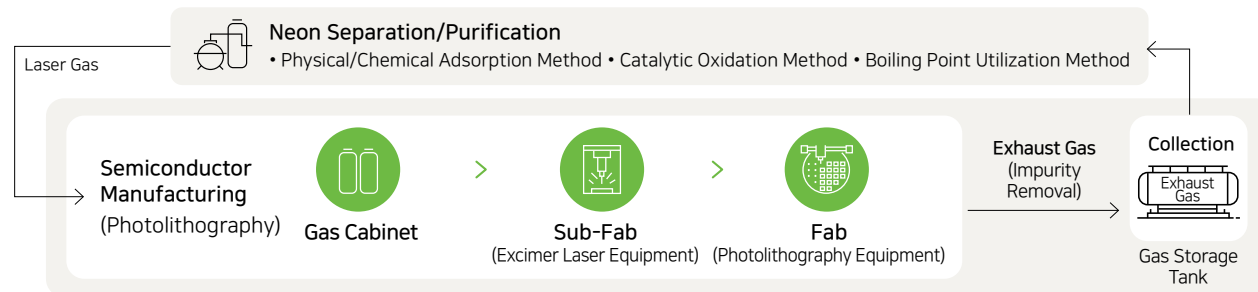 Neon Separation/Purification
• Physical/Chemical Adsorption Method • Catalytic Oxidation Method • Boiling Point Utilization Method
Laser Gas
Semiconductor
Manufacturing
(Photolithography)
Gas Cabinet
>
Sub-Fab
(Excimer Laser Equipment)
>
Fab
(Photolithography Equipment)
Exhaust Gas
(Impurity
Removal)
Collection
Exhaust
Gas
Gas Storage
Tank